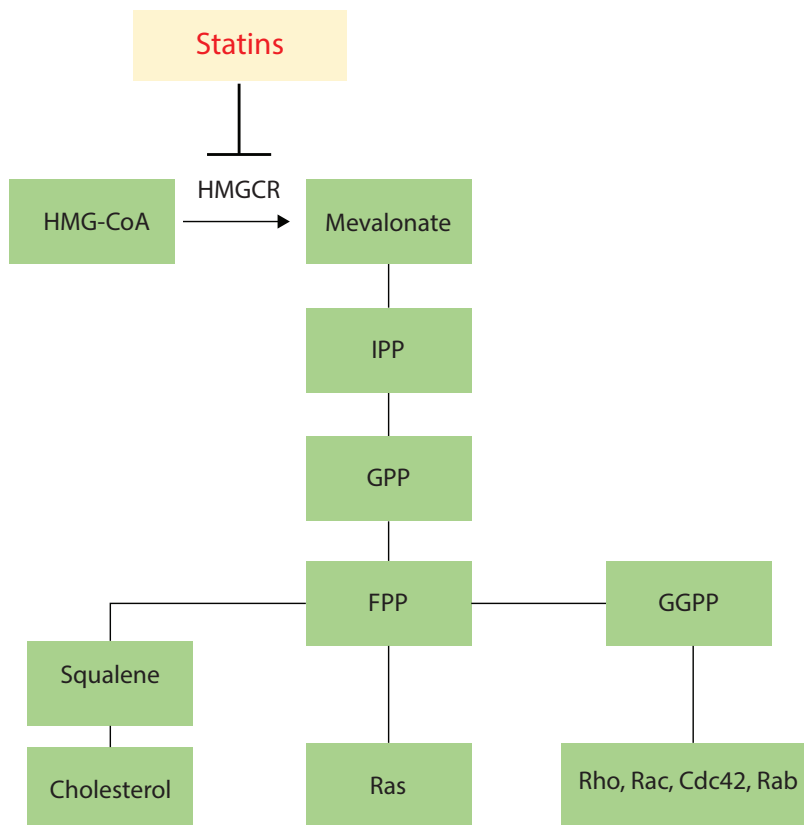 Statins
HMGCR
HMG-CoA
Mevalonate
IPP
GPP
FPP
GGPP
Squalene
Cholesterol
Ras
Rho, Rac, Cdc42, Rab